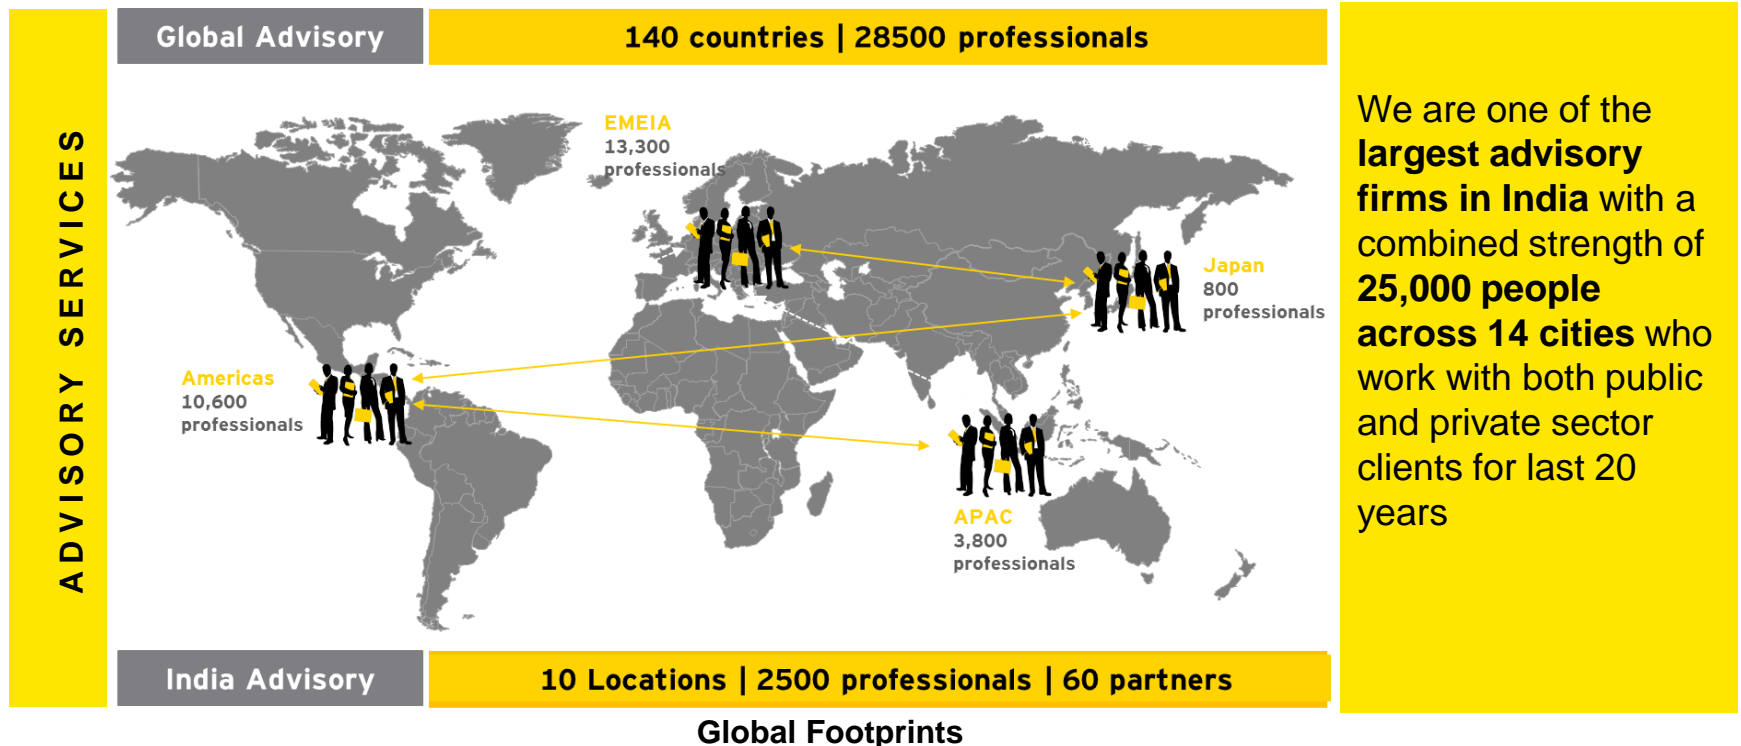 ADVISORY SERVICES
Global Advisory
140 countries | 28500 professionals
EMEIA
13,300
professionals
Japan
800
professionals
Americas
10,600
professionals
APAC
3,800
professionals
India Advisory
10 Locations | 2500 professionals | 60 partners
Global Footprints
We are one of the
largest advisory
firms in India with a
combined strength of
25,000 people
across 14 cities who
work with both public
and private sector
clients for last 20
years